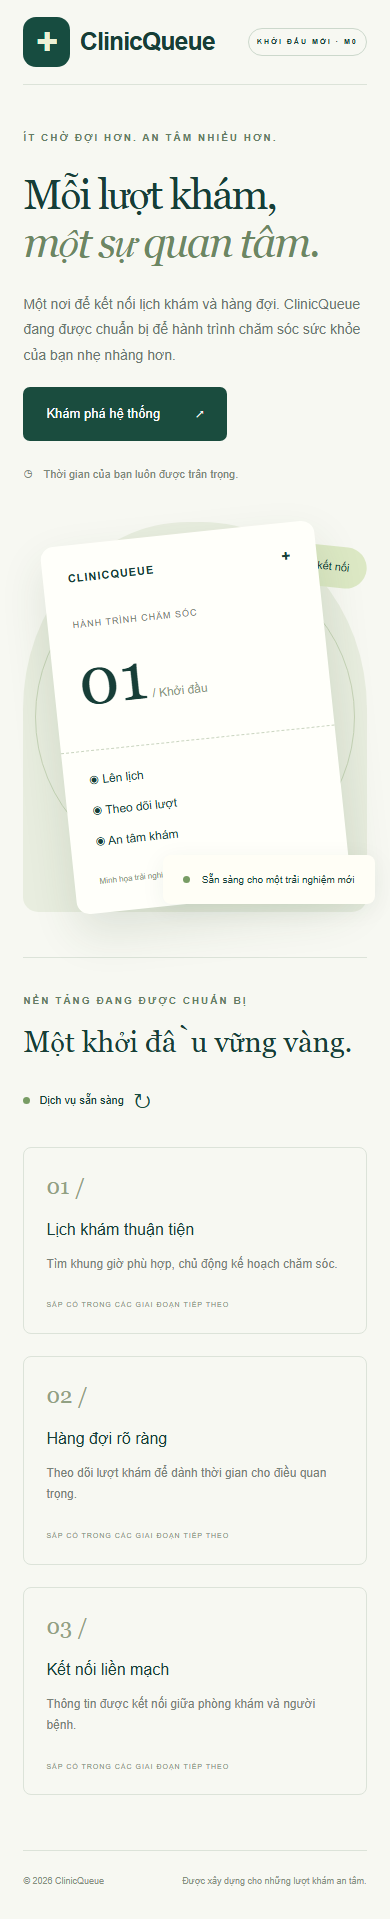 ClinicQueue
KHỞI ĐẦU MỚI · M0
ÍT CHỜ ĐỢI HƠN. AN TÂM NHIỀU HƠN.
Mỗi lượt khám,
một sự quan tâm.
Một nơi để kết nối lịch khám và hàng đợi. ClinicQueue
đang được chuẩn bị để hành trình chăm sóc sức khỏe
của bạn nhẹ nhàng hơn.
Khám phá hệ thống ↗
Thời gian của bạn luôn được trân trọng.
kết nối
CLINICQUEUE
HÀNH TRÌNH CHĂM SÓC
01 / Khởi đầu
Lên lịch
Theo dõi lượt
An tâm khám
Minh họa trải nghi
Sẵn sàng cho một trải nghiệm mới
NỀN TẢNG ĐANG ĐƯỢC CHUẨN BỊ
Một khởi đầu vững vàng.
Dịch vụ sẵn sàng ↻
01 /
Lịch khám thuận tiện
Tìm khung giờ phù hợp, chủ động kế hoạch chăm sóc.
SẮP CÓ TRONG CÁC GIAI ĐOẠN TIẾP THEO
02 /
Hàng đợi rõ ràng
Theo dõi lượt khám để dành thời gian cho điều quan
trọng.
SẮP CÓ TRONG CÁC GIAI ĐOẠN TIẾP THEO
03 /
Kết nối liền mạch
Thông tin được kết nối giữa phòng khám và người
bệnh.
SẮP CÓ TRONG CÁC GIAI ĐOẠN TIẾP THEO
© 2026 ClinicQueue
Được xây dựng cho những lượt khám an tâm.